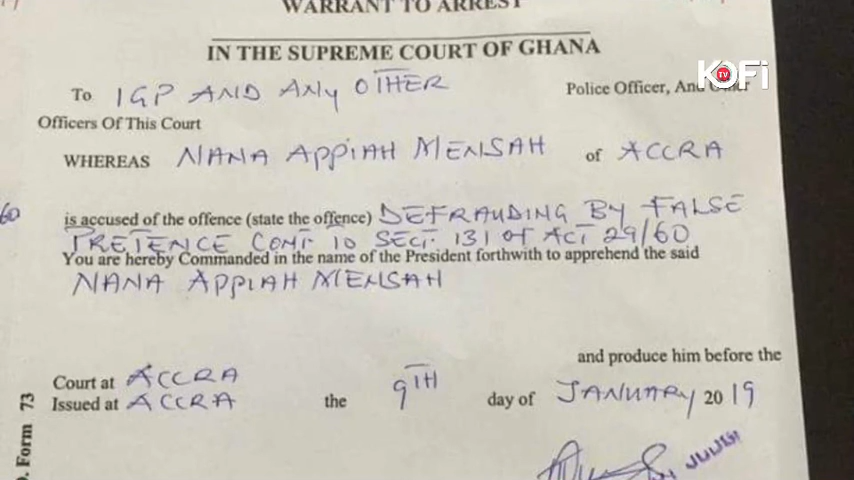 WARRANT TO ARREST
IN THE SUPREME COURT OF GHANA
KOFI TV
To IGP AND ANY OTHER Police Officer, And Other
Officers Of This Court
WHEREAS NANA APPIAH MENSAH of ACCRA
60 is accused of the offence (state the offence) DEFRAUDING BY FALSE
PRETENCE CONT. TO SECT. 131 OF ACT 29/60
You are hereby Commanded in the name of the President forthwith to apprehend the said
NANA APPIAH MENSAH
and produce him before the
Court at ACCRA
Issued at ACCRA the 9TH day of JANUARY 2019
D. Form 73